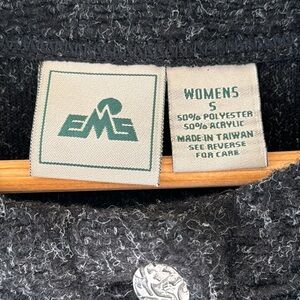 EMS
WOMENS
S
50% POLYESTER
50% ACRYLIC
MADE IN TAIWAN
SEE REVERSE
FOR CARE